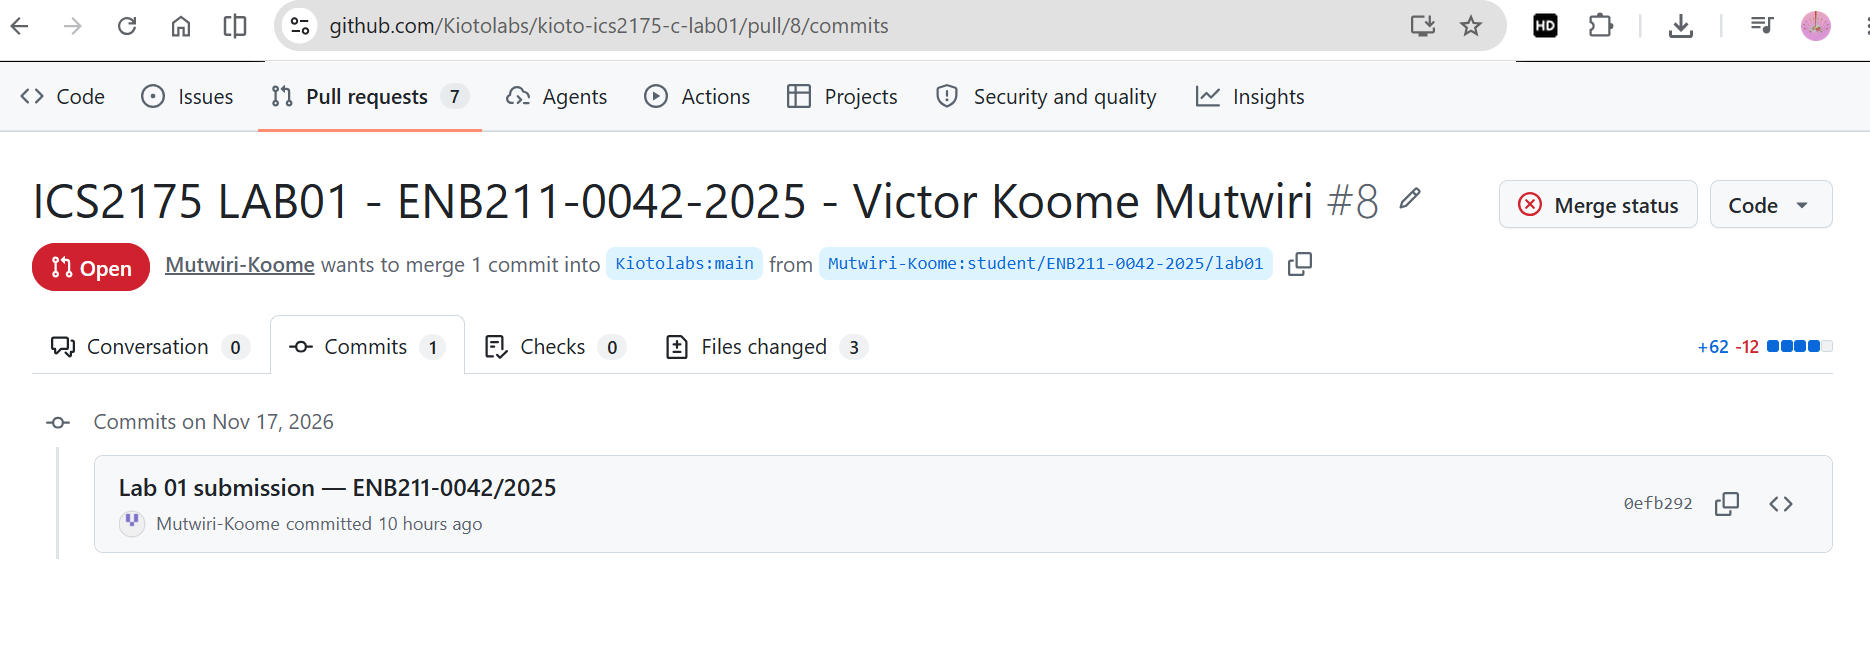 github.com/Kiotolabs/kioto-ics2175-c-lab01/pull/8/commits
HD
Code Issues Pull requests 7 Agents Actions Projects Security and quality Insights
ICS2175 LAB01 - ENB211-0042-2025 - Victor Koome Mutwiri #8
Merge status Code
Open Mutwiri-Koome wants to merge 1 commit into Kiotolabs:main from Mutwiri-Koome:student/ENB211-0042-2025/lab01
Conversation 0 Commits 1 Checks 0 Files changed 3 +62 -12
Commits on Nov 17, 2026
Lab 01 submission — ENB211-0042/2025
Mutwiri-Koome committed 10 hours ago
0efb292